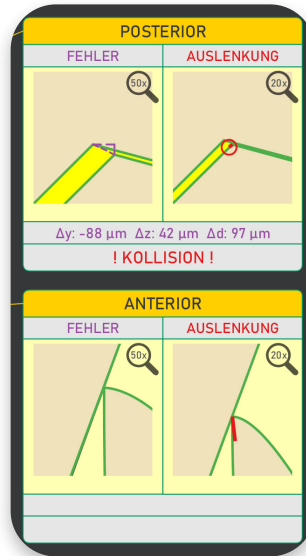 POSTERIOR
FEHLER AUSLENKUNG
50x 20x
Δy: -88 µm Δz: 42 µm Δd: 97 µm
! KOLLISION !
ANTERIOR
FEHLER AUSLENKUNG
50x 20x